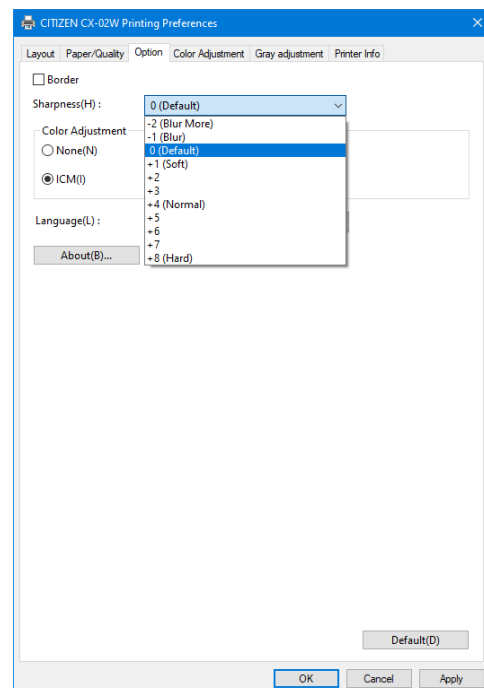 CITIZEN CX-02W Printing Preferences
Layout Paper/Quality Option Color Adjustment Gray adjustment Printer Info
Border
Sharpness(H) : 0 (Default)
-2 (Blur More)
-1 (Blur)
0 (Default)
+1 (Soft)
+2
+3
+4 (Normal)
+5
+6
+7
+8 (Hard)
Color Adjustment
None(N)
ICM(I)
Language(L) :
About(B)...
Default(D)
OK Cancel Apply